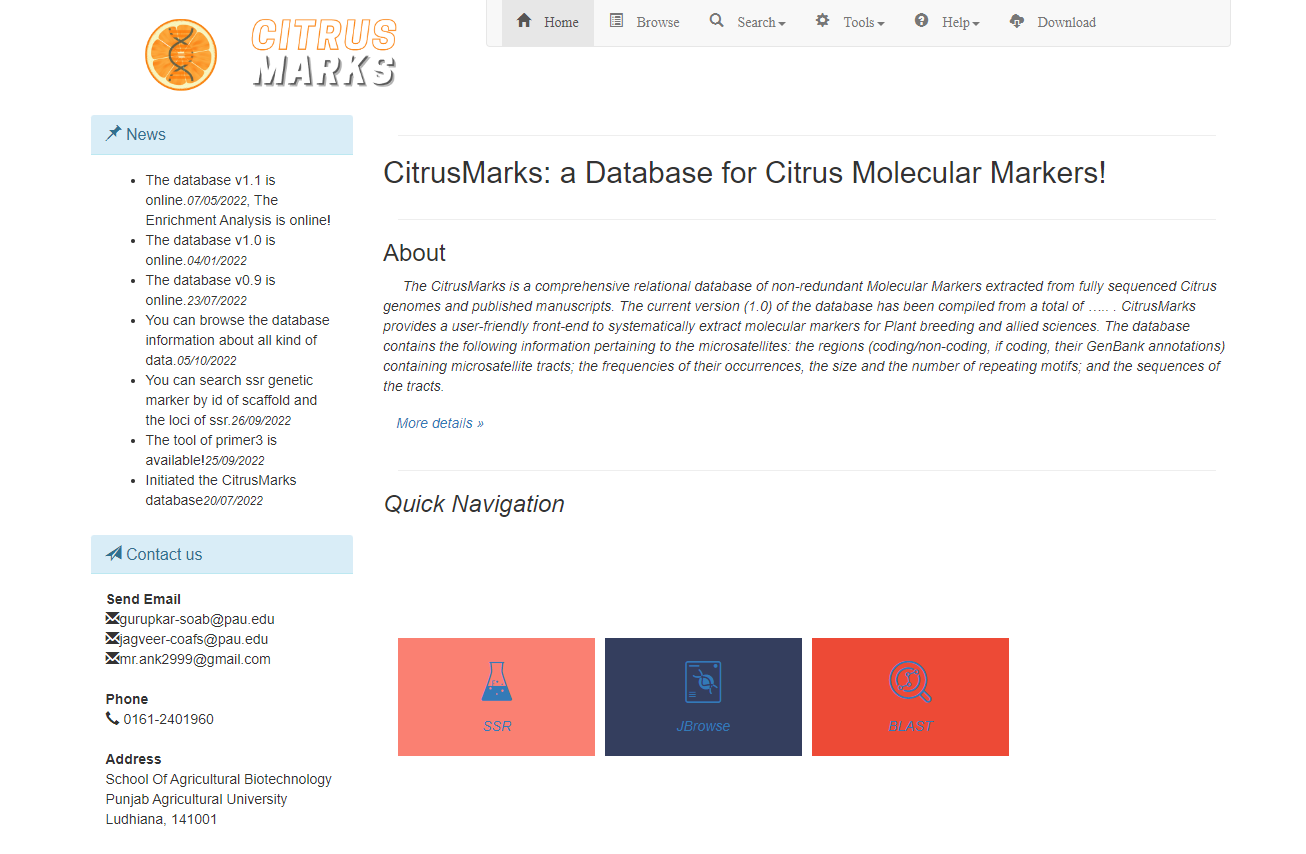 CITRUS
MARKS
Home Browse Search Tools Help Download
News
The database v1.1 is
online.07/05/2022, The
Enrichment Analysis is online!
The database v1.0 is
online.04/01/2022
The database v0.9 is
online.23/07/2022
You can browse the database
information about all kind of
data.05/10/2022
You can search ssr genetic
marker by id of scaffold and
the loci of ssr.26/09/2022
The tool of primer3 is
available!25/09/2022
Initiated the CitrusMarks
database20/07/2022
Contact us
Send Email
gurupkar-soab@pau.edu
jagveer-coafs@pau.edu
mr.ank2999@gmail.com
Phone
0161-2401960
Address
School Of Agricultural Biotechnology
Punjab Agricultural University
Ludhiana, 141001
CitrusMarks: a Database for Citrus Molecular Markers!
About
The CitrusMarks is a comprehensive relational database of non-redundant Molecular Markers extracted from fully sequenced Citrus
genomes and published manuscripts. The current version (1.0) of the database has been compiled from a total of ….. . CitrusMarks
provides a user-friendly front-end to systematically extract molecular markers for Plant breeding and allied sciences. The database
contains the following information pertaining to the microsatellites: the regions (coding/non-coding, if coding, their GenBank annotations)
containing microsatellite tracts; the frequencies of their occurrences, the size and the number of repeating motifs; and the sequences of
the tracts.
More details »
Quick Navigation
SSR
JBrowse
BLAST